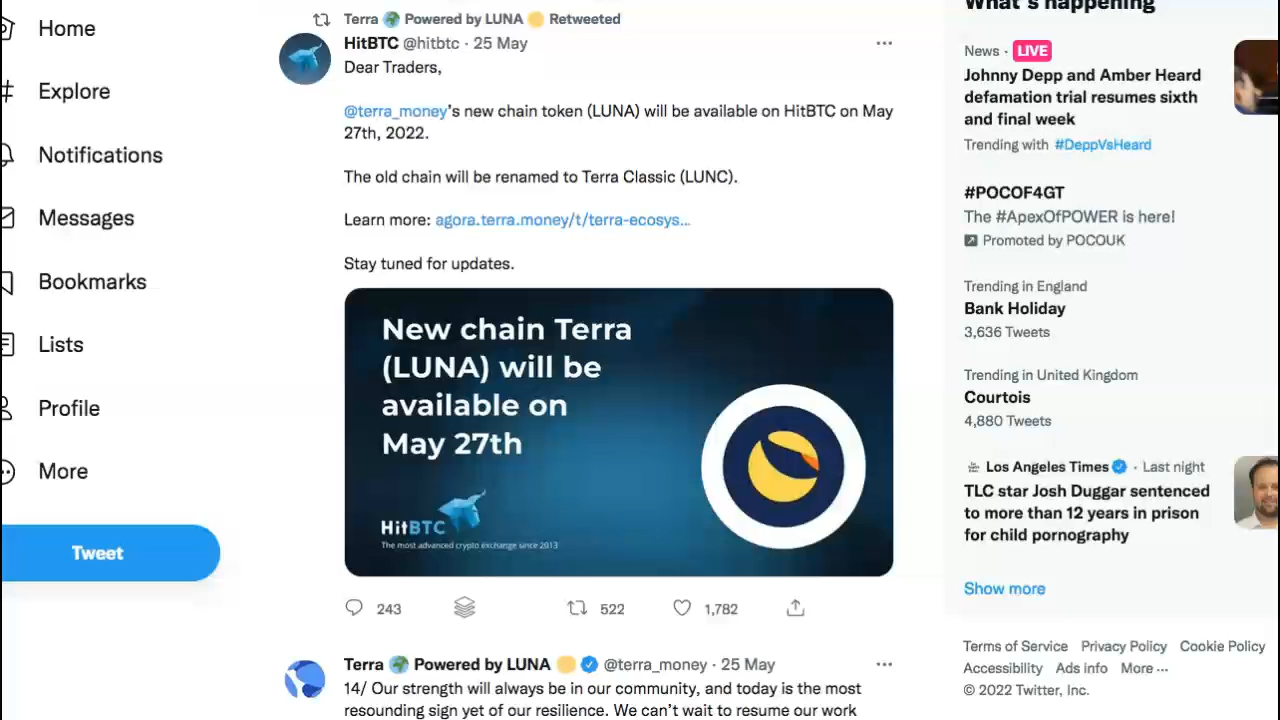 Home
Explore
Notifications
Messages
Bookmarks
Lists
Profile
More
Tweet
Terra 🌍 Powered by LUNA 🟡 Retweeted
HitBTC @hitbtc · 25 May
Dear Traders,
@terra_money's new chain token (LUNA) will be available on HitBTC on May
27th, 2022.
The old chain will be renamed to Terra Classic (LUNC).
Learn more: agora.terra.money/t/terra-ecosys…
Stay tuned for updates.
New chain Terra
(LUNA) will be
available on
May 27th
HitBTC
The most advanced crypto exchange since 2013
243 522 1,782
Terra 🌍 Powered by LUNA 🟡 @terra_money · 25 May
14/ Our strength will always be in our community, and today is the most
resounding sign yet of our resilience. We can't wait to resume our work
What's happening
News · LIVE
Johnny Depp and Amber Heard
defamation trial resumes sixth
and final week
Trending with #DeppVsHeard
#POCOF4GT
The #ApexOfPOWER is here!
Promoted by POCOUK
Trending in England
Bank Holiday
3,636 Tweets
Trending in United Kingdom
Courtois
4,880 Tweets
Los Angeles Times · Last night
TLC star Josh Duggar sentenced
to more than 12 years in prison
for child pornography
Show more
Terms of Service Privacy Policy Cookie Policy
Accessibility Ads info More ···
© 2022 Twitter, Inc.